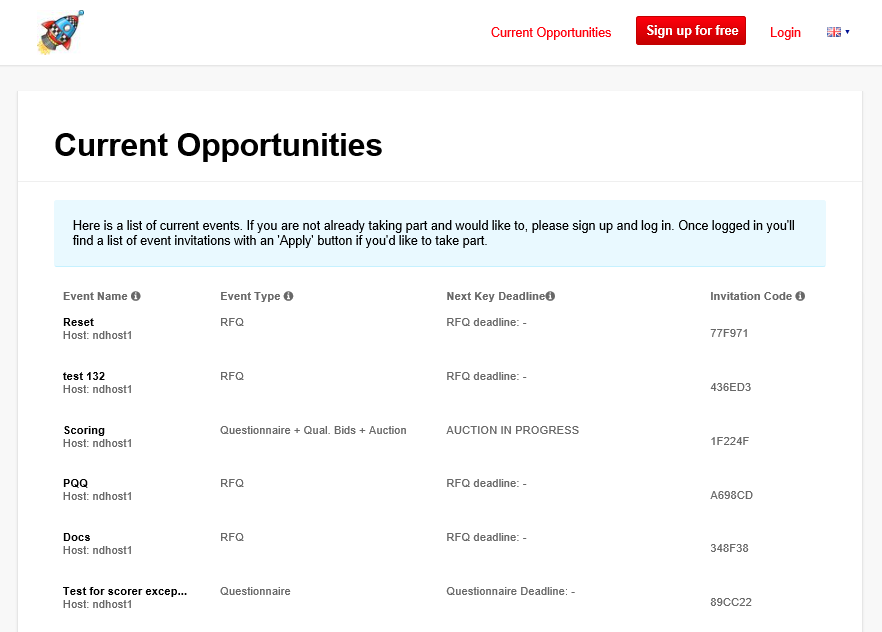 Current Opportunities
Sign up for free
Login
Current Opportunities
Here is a list of current events. If you are not already taking part and would like to, please sign up and log in. Once logged in you'll
find a list of event invitations with an 'Apply' button if you'd like to take part.
Event Name Event Type Next Key Deadline Invitation Code
Reset RFQ RFQ deadline: -
Host: ndhost1 77F971
test 132 RFQ RFQ deadline: -
Host: ndhost1 436ED3
Scoring Questionnaire + Qual. Bids + Auction AUCTION IN PROGRESS
Host: ndhost1 1F224F
PQQ RFQ RFQ deadline: -
Host: ndhost1 A698CD
Docs RFQ RFQ deadline: -
Host: ndhost1 348F38
Test for scorer excep... Questionnaire Questionnaire Deadline: -
Host: ndhost1 89CC22